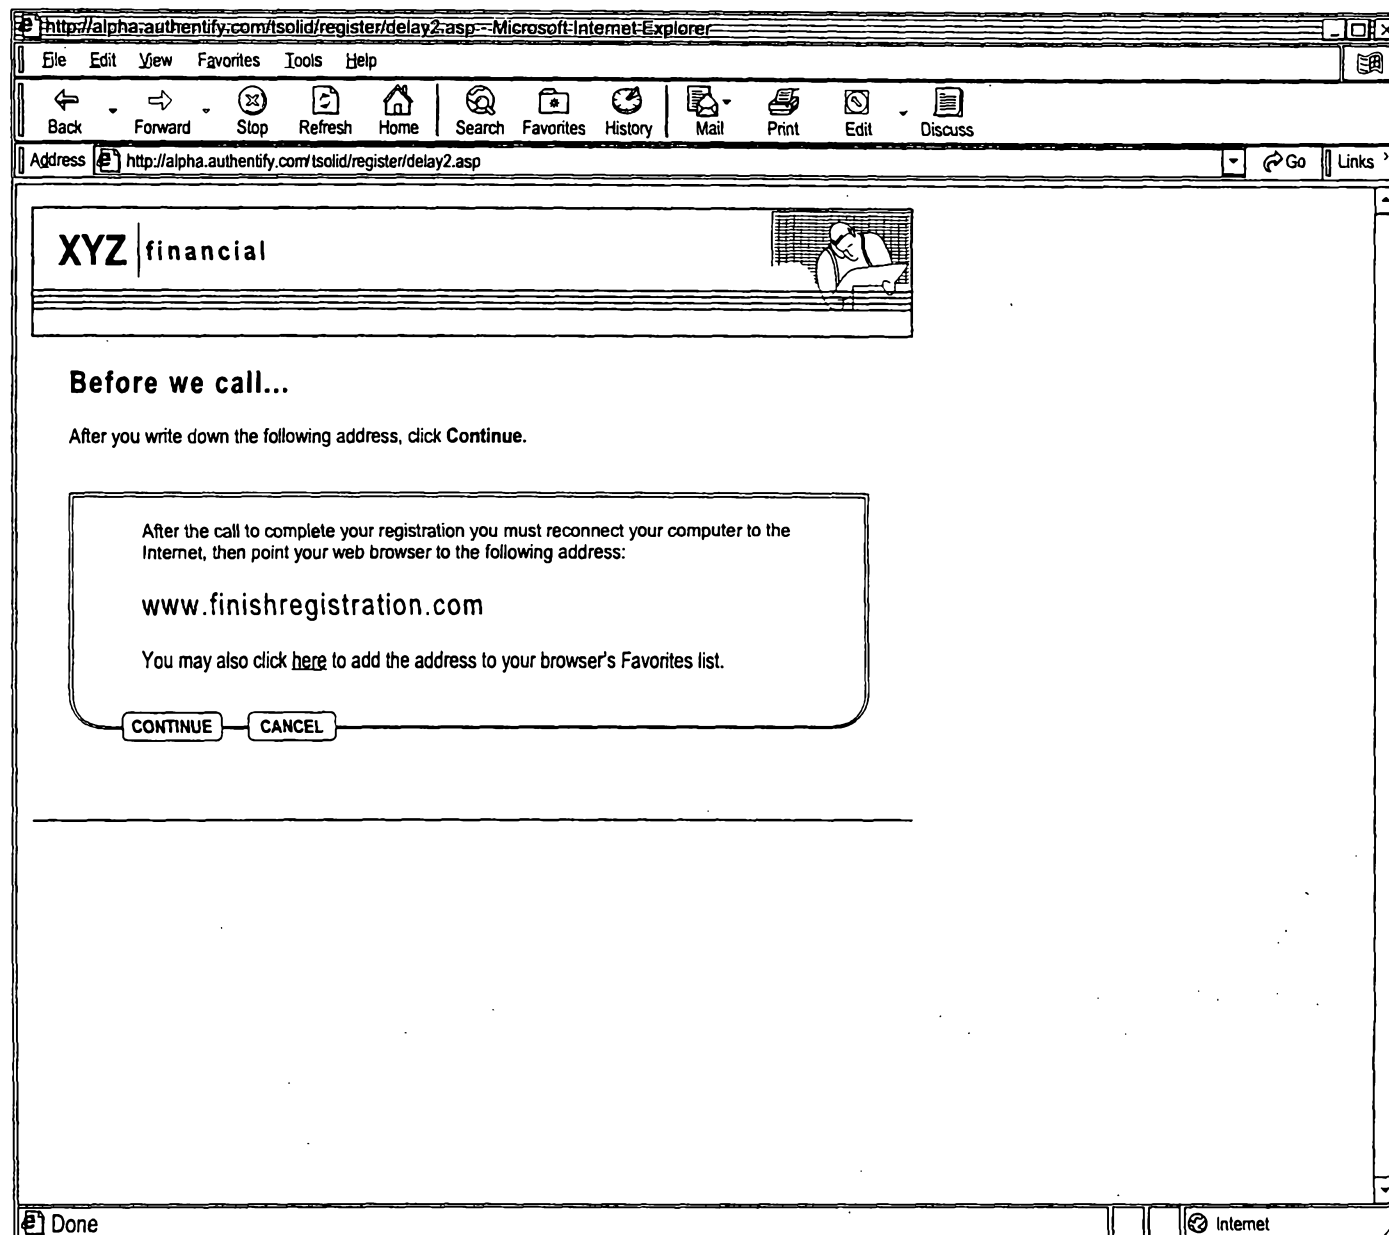 http://alpha.authentify.com/tsolid/register/delay2.asp - Microsoft Internet Explorer
File Edit View Favorites Tools Help
Back Forward Stop Refresh Home Search Favorites History Mail Print Edit Discuss
Address http://alpha.authentify.com/tsolid/register/delay2.asp Go Links
XYZ financial
Before we call...
After you write down the following address, click Continue.
After the call to complete your registration you must reconnect your computer to the
Internet, then point your web browser to the following address:
www.finishregistration.com
You may also click here to add the address to your browser's Favorites list.
CONTINUE CANCEL
Done Internet